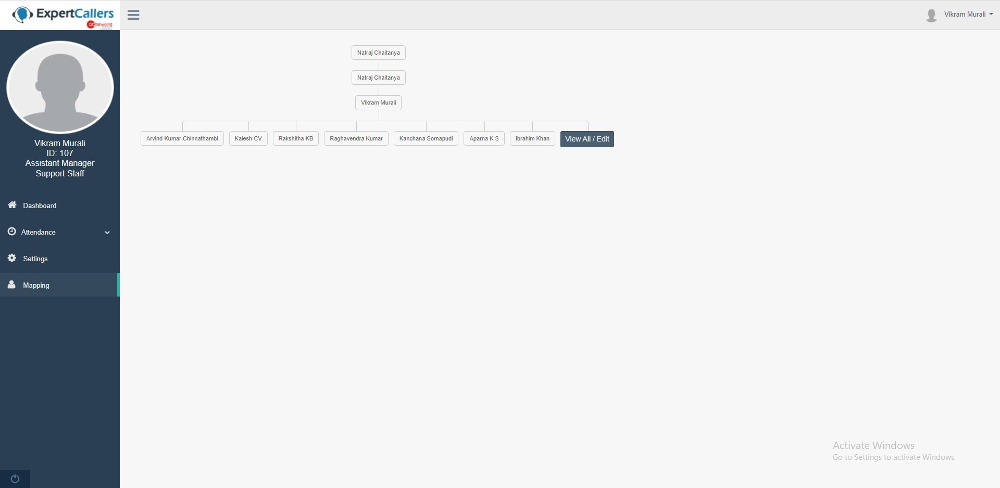 ExpertCallers
flatworld
Vikram Murali
Natraj Chaitanya
Natraj Chaitanya
Vikram Murali
Arvind Kumar Chinnathambi
Kalesh CV
Rakshitha KB
Raghavendra Kumar
Kanchana Sornapudi
Aparna K S
Ibrahim Khan
View All / Edit
Vikram Murali
ID: 107
Assistant Manager
Support Staff
Dashboard
Attendance
Settings
Mapping
Activate Windows
Go to Settings to activate Windows.